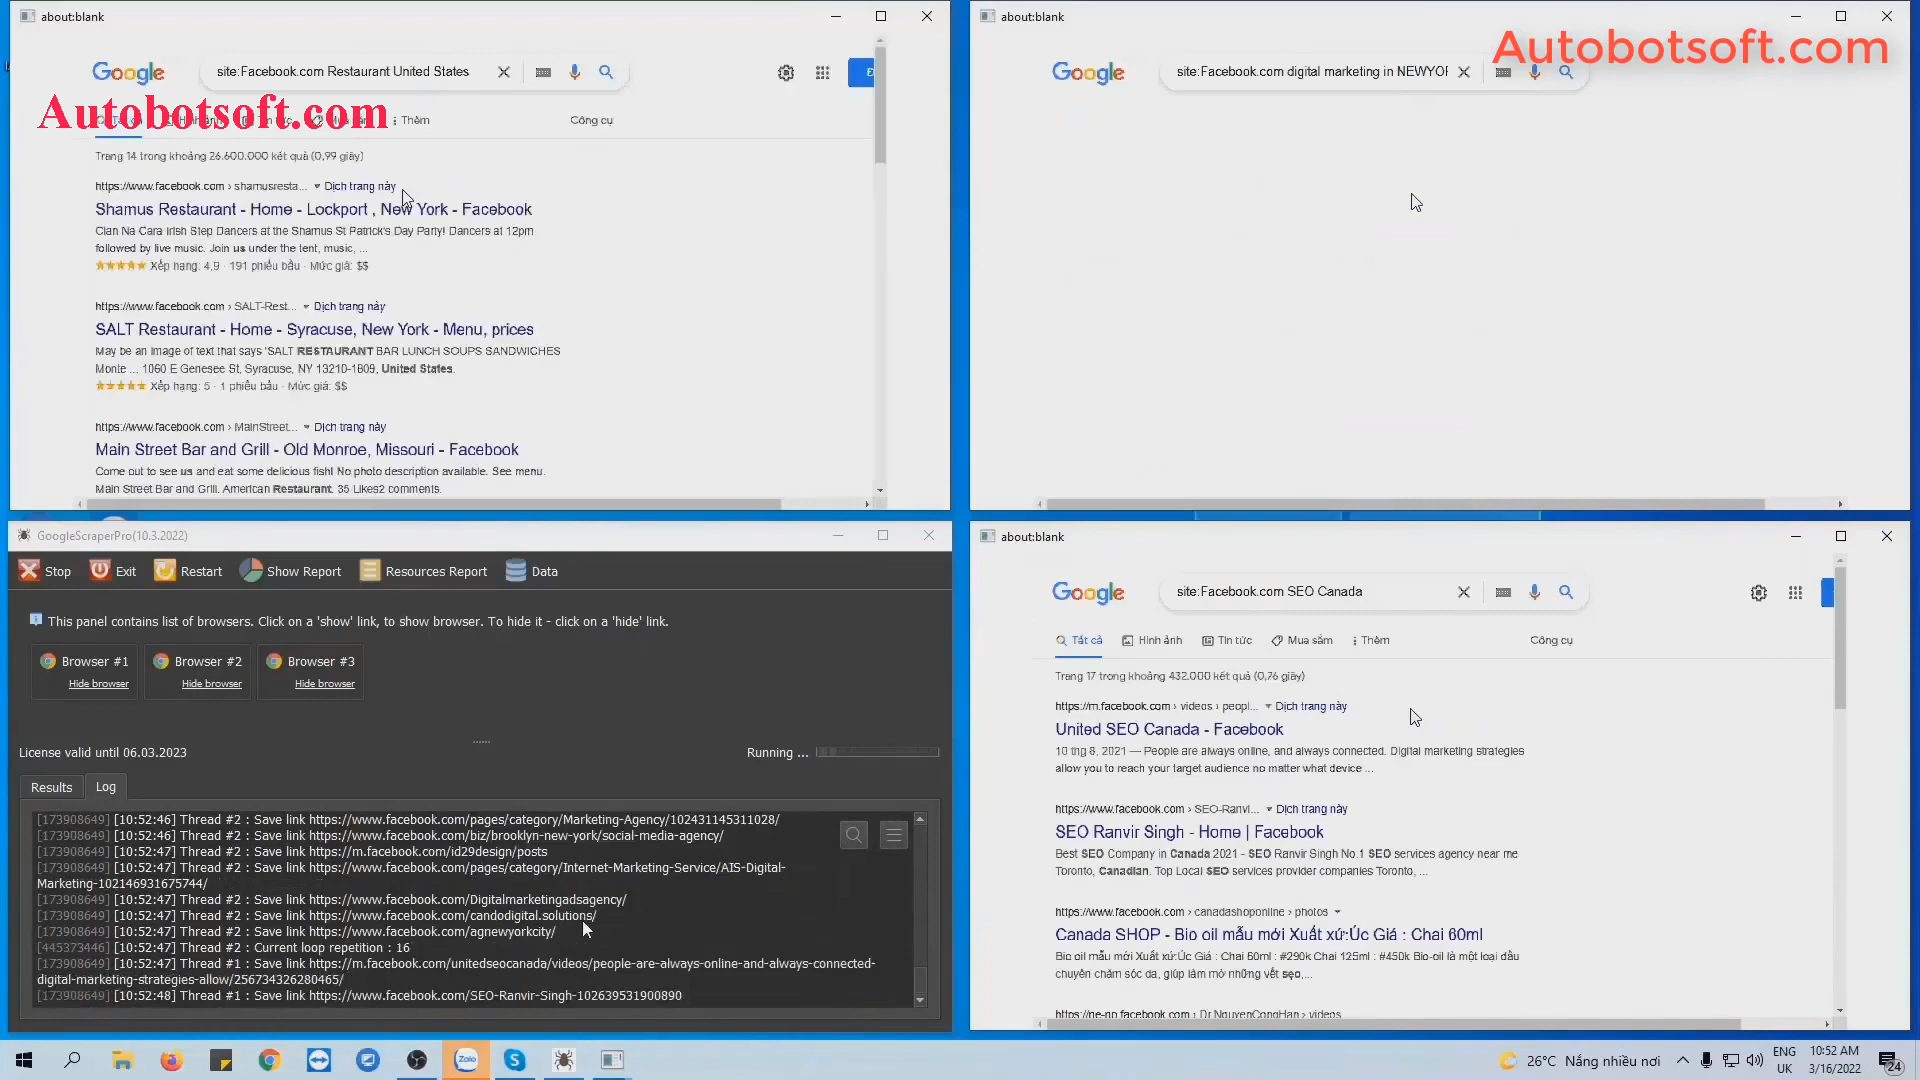 about:blank
Google
site:Facebook.com Restaurant United States
Autobotsoft.com
Thêm
Công cụ
Trang 14 trong khoảng 26.600.000 kết quả (0,99 giây)
https://www.facebook.com › shamusresta... Dịch trang này
Shamus Restaurant - Home - Lockport , New York - Facebook
Clan Na Cara Irish Step Dancers at the Shamus St Patrick's Day Party! Dancers at 12pm
followed by live music. Join us under the tent, music, ...
Xếp hạng: 4,9 · 191 phiếu bầu · Mức giá: $$
https://www.facebook.com › SALT-Rest... Dịch trang này
SALT Restaurant - Home - Syracuse, New York - Menu, prices
May be an image of text that says 'SALT RESTAURANT BAR LUNCH SOUPS SANDWICHES
Monte ... 1060 E Genesee St, Syracuse, NY 13210-1809, United States.
Xếp hạng: 5 · 1 phiếu bầu · Mức giá: $$
https://www.facebook.com › MainStreet... Dịch trang này
Main Street Bar and Grill - Old Monroe, Missouri - Facebook
Come out to see us and eat some delicious fish! No photo description available. See menu.
Main Street Bar and Grill. American Restaurant. 35 Likes2 comments.
about:blank
Autobotsoft.com
Google
site:Facebook.com digital marketing in NEWYOR
GoogleScraperPro(10.3.2022)
Stop Exit Restart Show Report Resources Report Data
This panel contains list of browsers. Click on a 'show' link, to show browser. To hide it - click on a 'hide' link.
Browser #1 Browser #2 Browser #3
Hide browser Hide browser Hide browser
License valid until 06.03.2023
Running ...
Results Log
[173908649] [10:52:46] Thread #2 : Save link https://www.facebook.com/pages/category/Marketing-Agency/102431145311028/
[173908649] [10:52:46] Thread #2 : Save link https://www.facebook.com/biz/brooklyn-new-york/social-media-agency/
[173908649] [10:52:47] Thread #2 : Save link https://m.facebook.com/id29design/posts
[173908649] [10:52:47] Thread #2 : Save link https://www.facebook.com/pages/category/Internet-Marketing-Service/AIS-Digital-
Marketing-102146931675744/
[173908649] [10:52:47] Thread #2 : Save link https://www.facebook.com/Digitalmarketingadsagency/
[173908649] [10:52:47] Thread #2 : Save link https://www.facebook.com/candodigital.solutions/
[173908649] [10:52:47] Thread #2 : Save link https://www.facebook.com/agnewyorkcity/
[445373446] [10:52:47] Thread #2 : Current loop repetition : 16
[173908649] [10:52:47] Thread #1 : Save link https://m.facebook.com/unitedseocanada/videos/people-are-always-online-and-always-connected-
digital-marketing-strategies-allow/256734326280465/
[173908649] [10:52:48] Thread #1 : Save link https://www.facebook.com/SEO-Ranvir-Singh-102639531900890
about:blank
Google
site:Facebook.com SEO Canada
Tất cả Hình ảnh Tin tức Mua sắm Thêm Công cụ
Trang 17 trong khoảng 432.000 kết quả (0,76 giây)
https://m.facebook.com › videos › peopl... Dịch trang này
United SEO Canada - Facebook
10 thg 8, 2021 — People are always online, and always connected. Digital marketing strategies
allow you to reach your target audience no matter what device ...
https://www.facebook.com › SEO-Ranvi... Dịch trang này
SEO Ranvir Singh - Home | Facebook
Best SEO Company in Canada 2021 - SEO Ranvir Singh No.1 SEO services agency near me
Toronto, Canadian. Top Local SEO services provider companies Toronto, ...
https://www.facebook.com › canadashoponline › photos
Canada SHOP - Bio oil mẫu mới Xuất xứ:Úc Giá : Chai 60ml
Bio oil mẫu mới Xuất xứ:Úc Giá : Chai 60ml : #290k Chai 125ml : #450k Bio-oil là một loại dầu
chuyên chăm sóc da, giúp làm mờ những vết sẹo,...
https://ne-np.facebook.com › Dr.NguyenCongHan › videos
Zalo
26°C Nắng nhiều nơi
ENG
UK
10:52 AM
3/16/2022
24